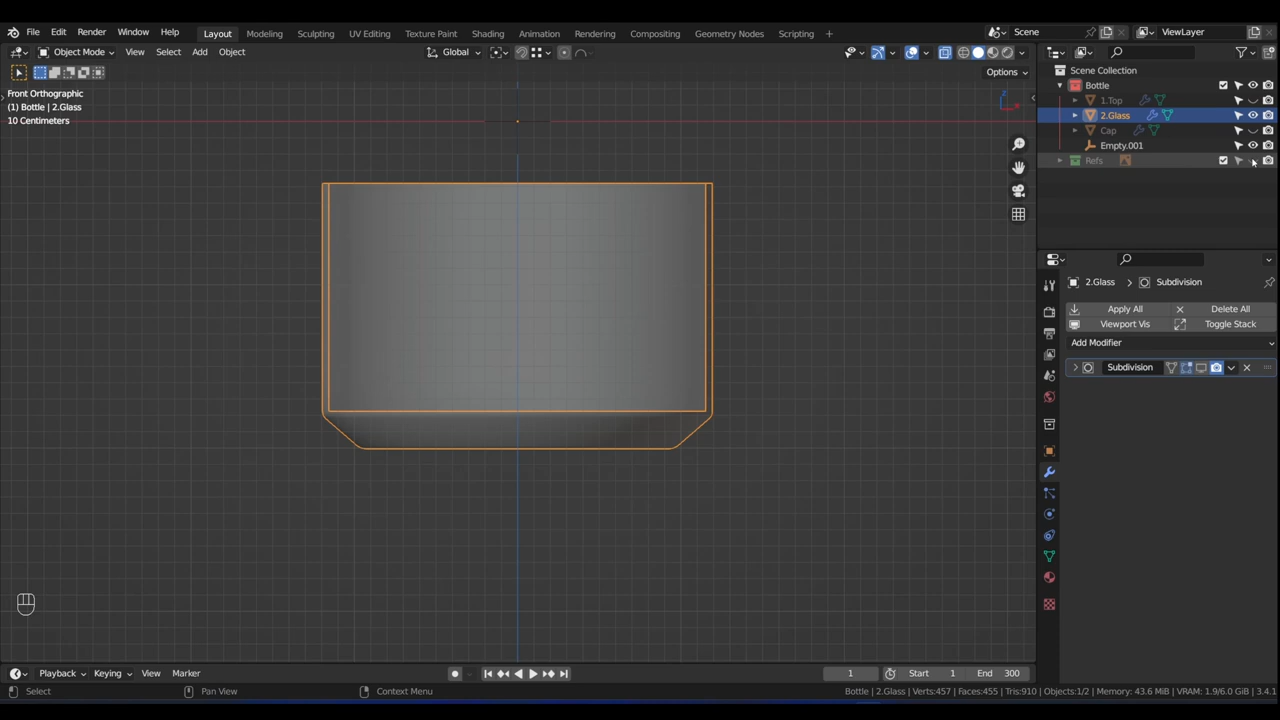 File Edit Render Window Help Layout Modeling Sculpting UV Editing Texture Paint Shading Animation Rendering Compositing Geometry Nodes Scripting + Scene ViewLayer
Object Mode View Select Add Object Global
Options
Front Orthographic
(1) Bottle | 2.Glass
10 Centimeters
Scene Collection
Bottle
1.Top
2.Glass
Cap
Empty.001
Refs
2.Glass > Subdivision
Apply All Delete All
Viewport Vis Toggle Stack
Add Modifier
Subdivision
Playback Keying View Marker 1 Start 1 End 300
Select Pan View Context Menu Bottle | 2.Glass | Verts:457 | Faces:455 | Tris:910 | Objects:1/2 | Memory: 43.6 MiB | VRAM: 1.9/6.0 GiB | 3.4.1